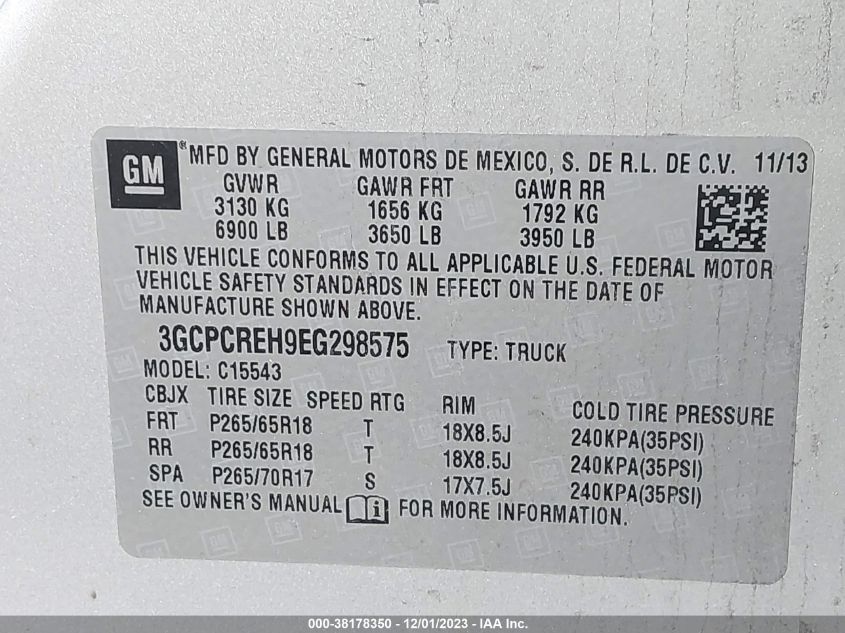 GM ® MFD BY GENERAL MOTORS DE MEXICO, S. DE R.L. DE C.V. 11/13
GVWR GAWR FRT GAWR RR
3130 KG 1656 KG 1792 KG
6900 LB 3650 LB 3950 LB
THIS VEHICLE CONFORMS TO ALL APPLICABLE U.S. FEDERAL MOTOR
VEHICLE SAFETY STANDARDS IN EFFECT ON THE DATE OF
MANUFACTURE SHOWN ABOVE.
3GCPCREH9EG298575 TYPE: TRUCK
MODEL: C15543
CBJX TIRE SIZE SPEED RTG RIM COLD TIRE PRESSURE
FRT P265/65R18 T 18X8.5J 240KPA(35PSI)
RR P265/65R18 T 18X8.5J 240KPA(35PSI)
SPA P265/70R17 S 17X7.5J 240KPA(35PSI)
SEE OWNER'S MANUAL i FOR MORE INFORMATION.
000-38178350 - 12/01/2023 - IAA Inc.